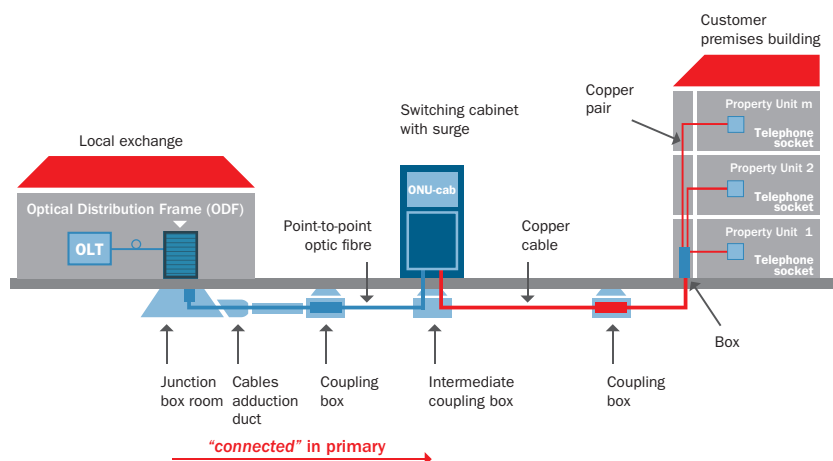 Customer
premises building
Copper
pair
Property Unit m
Telephone
socket
Switching cabinet
with surge
Local exchange
Property Unit 2
Telephone
socket
ONU-cab
Optical Distribution Frame (ODF)
Point-to-point
optic fibre
Copper
cable
Property Unit 1
OLT
Telephone
socket
Box
Junction
box room
Cables
adduction
duct
Coupling
box
Intermediate
coupling box
Coupling
box
"connected" in primary